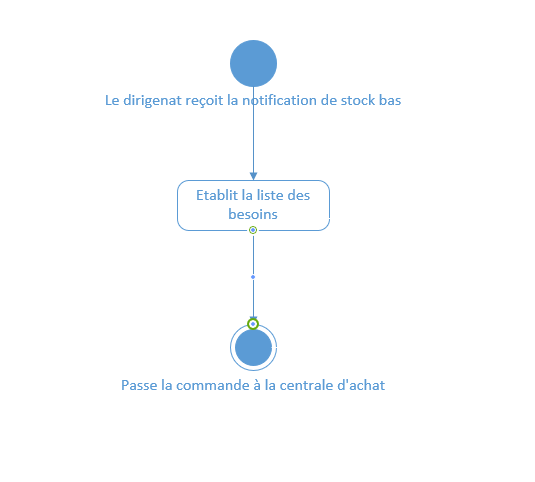 Le dirigenat reçoit la notification de stock bas
Etablit la liste des
besoins
Passe la commande à la centrale d'achat